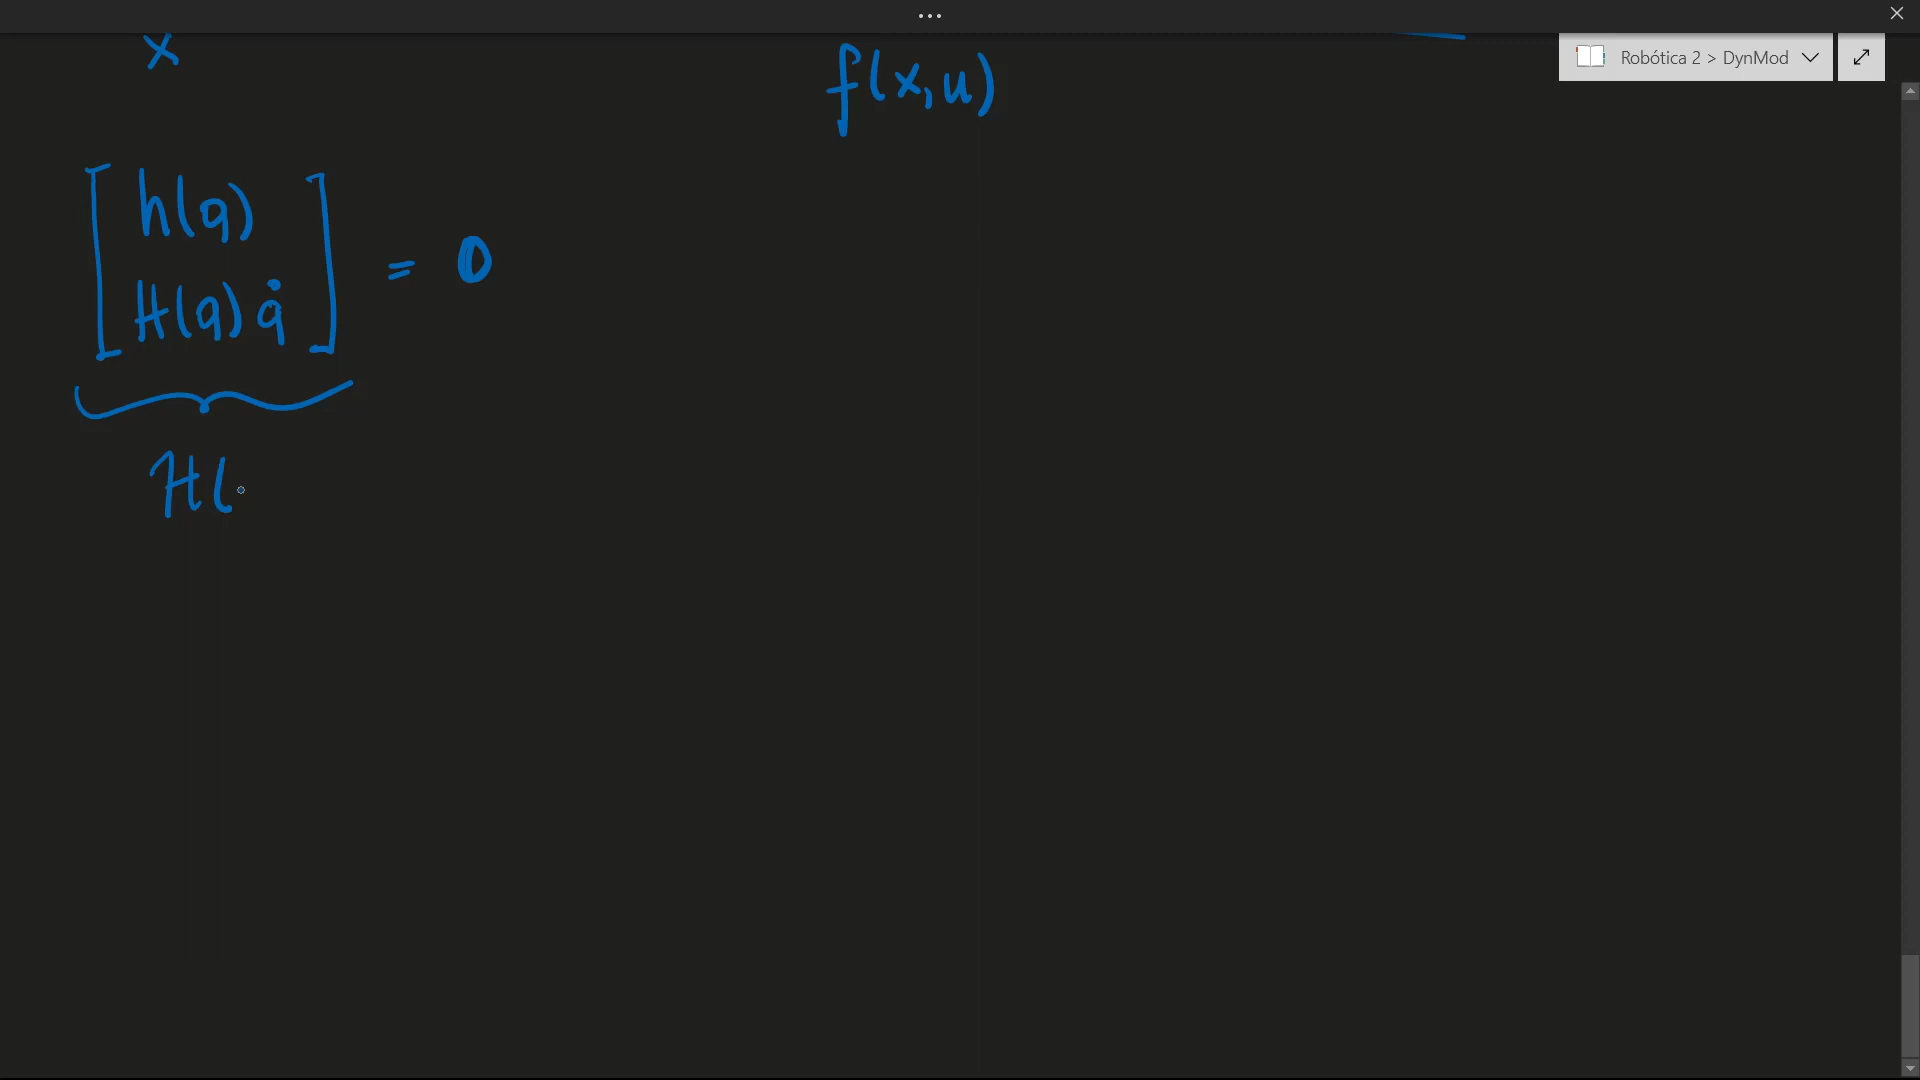 Robótica 2 > DynMod
x
f(x,u)
[ h(q)
H(q)q̇ ] = 0
ℋ(